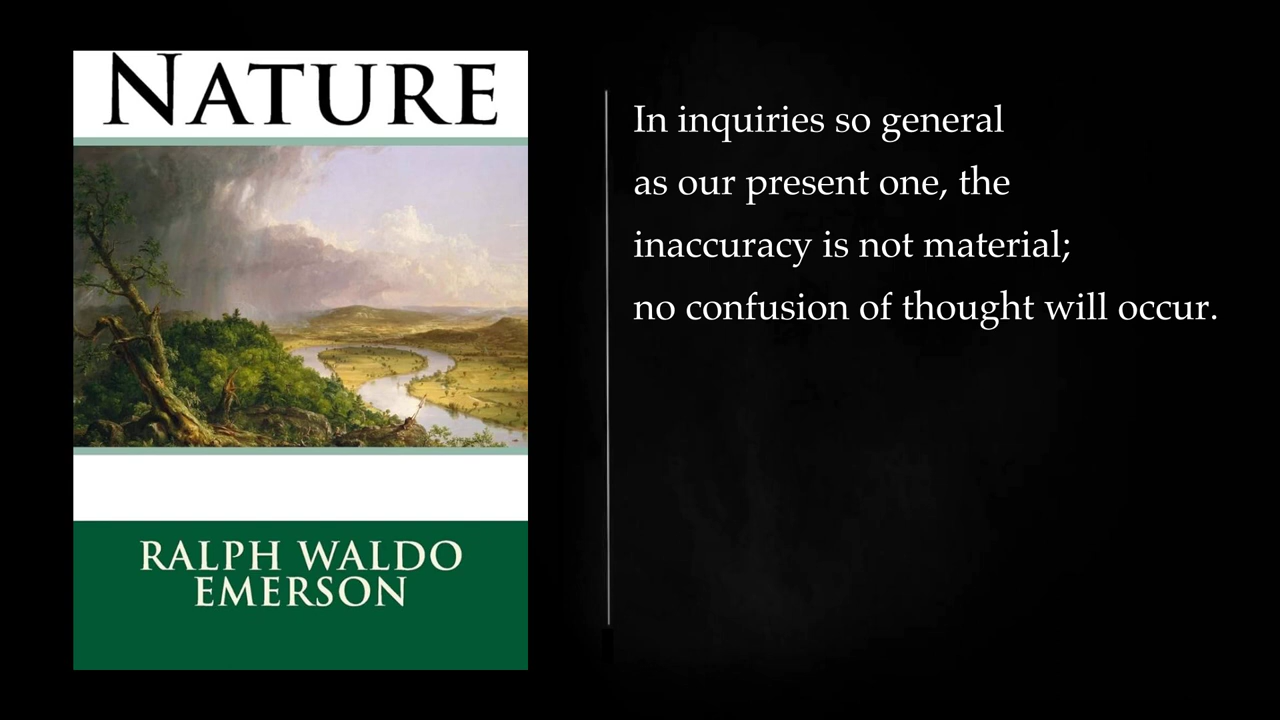 NATURE
RALPH WALDO
EMERSON
In inquiries so general
as our present one, the
inaccuracy is not material;
no confusion of thought will occur.